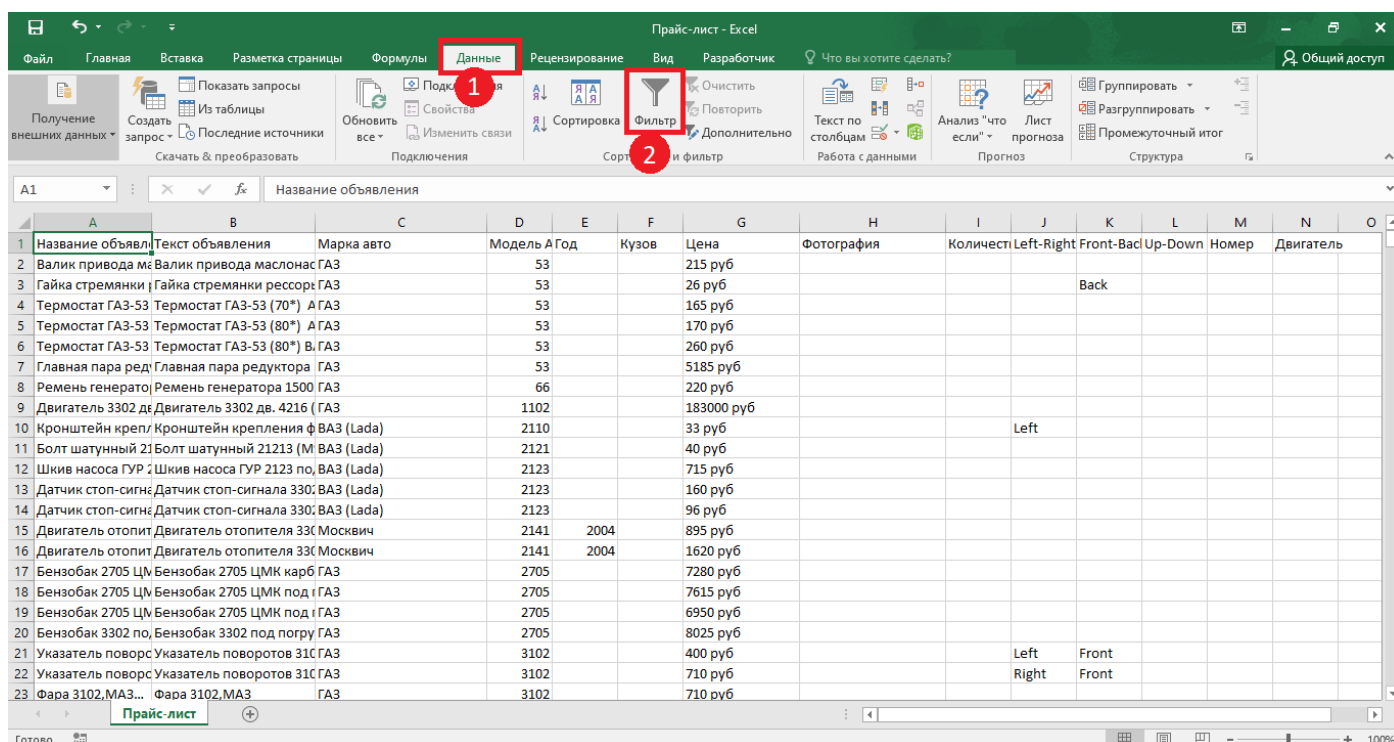 Прайс-лист - Excel
Файл Главная Вставка Разметка страницы Формулы Данные Рецензирование Вид Разработчик Что вы хотите сделать? Общий доступ
1
Получение внешних данных
Создать запрос
Показать запросы
Из таблицы
Последние источники
Скачать & преобразовать
Обновить все
Свойства
Изменить связи
Подключения
Сортировка
Фильтр
2
Очистить
Повторить
Дополнительно
и фильтр
Текст по столбцам
Работа с данными
Анализ "что если"
Лист прогноза
Прогноз
Группировать
Разгруппировать
Промежуточный итог
Структура
A1 fx Название объявления
A B C D E F G H I J K L M N O
1 Название объявл Текст объявления Марка авто Модель А Год Кузов Цена Фотография Количест Left-Right Front-Bac Up-Down Номер Двигатель
2 Валик привода ма Валик привода маслонас ГАЗ 53 215 руб
3 Гайка стремянки Гайка стремянки рессоры ГАЗ 53 26 руб Back
4 Термостат ГАЗ-53 Термостат ГАЗ-53 (70*) А ГАЗ 53 165 руб
5 Термостат ГАЗ-53 Термостат ГАЗ-53 (80*) А ГАЗ 53 170 руб
6 Термостат ГАЗ-53 Термостат ГАЗ-53 (80*) В ГАЗ 53 260 руб
7 Главная пара ред Главная пара редуктора ГАЗ 53 5185 руб
8 Ремень генерато Ремень генератора 1500 ГАЗ 66 220 руб
9 Двигатель 3302 дв Двигатель 3302 дв. 4216 ( ГАЗ 1102 183000 руб
10 Кронштейн креп Кронштейн крепления ф ВАЗ (Lada) 2110 33 руб Left
11 Болт шатунный 21 Болт шатунный 21213 (М ВАЗ (Lada) 2121 40 руб
12 Шкив насоса ГУР 2 Шкив насоса ГУР 2123 по ВАЗ (Lada) 2123 715 руб
13 Датчик стоп-сигна Датчик стоп-сигнала 330 ВАЗ (Lada) 2123 160 руб
14 Датчик стоп-сигна Датчик стоп-сигнала 330 ВАЗ (Lada) 2123 96 руб
15 Двигатель отопит Двигатель отопителя 330 Москвич 2141 2004 895 руб
16 Двигатель отопит Двигатель отопителя 330 Москвич 2141 2004 1620 руб
17 Бензобак 2705 ЦМ Бензобак 2705 ЦМК карб ГАЗ 2705 7280 руб
18 Бензобак 2705 ЦМ Бензобак 2705 ЦМК под ГАЗ 2705 7615 руб
19 Бензобак 2705 ЦМ Бензобак 2705 ЦМК под ГАЗ 2705 6950 руб
20 Бензобак 3302 по Бензобак 3302 под погру ГАЗ 2705 8025 руб
21 Указатель поворо Указатель поворотов 310 ГАЗ 3102 400 руб Left Front
22 Указатель поворо Указатель поворотов 310 ГАЗ 3102 710 руб Right Front
23 Фара 3102,МАЗ... Фара 3102,МАЗ ГАЗ 3102 710 руб
Прайс-лист
Готово 100%